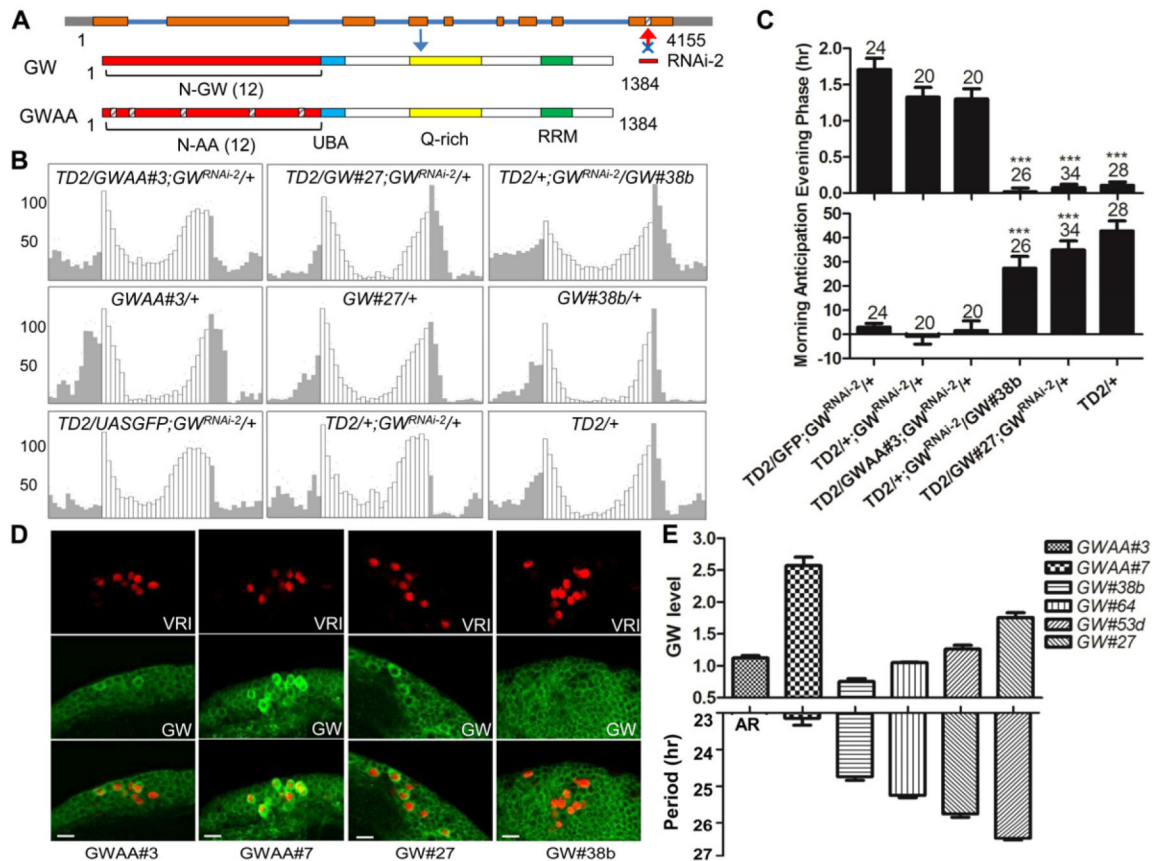 A
1
4155
GW
1
1384
RNAi-2
N-GW (12)
GWAA
1
1384
N-AA (12)
UBA
Q-rich
RRM
B
TD2/GWAA#3;GW^RNAi-2/+
TD2/GW#27;GW^RNAi-2/+
TD2/+;GW^RNAi-2/GW#38b
100
50
GWAA#3/+
GW#27/+
GW#38b/+
100
50
TD2/UASGFP;GW^RNAi-2/+
TD2/+;GW^RNAi-2/+
TD2/+
100
50
C
Evening Phase (hr)
2.0
1.5
1.0
0.5
0.0
24
20
20
***
26
***
34
***
28
Morning Anticipation
50
40
30
20
10
0
-10
24
20
20
***
26
***
34
28
TD2/GFP;GW^RNAi-2/+
TD2/+;GW^RNAi-2/+
TD2/GWAA#3;GW^RNAi-2/+
TD2/+;GW^RNAi-2/GW#38b
TD2/GW#27;GW^RNAi-2/+
TD2/+
D
VRI
VRI
VRI
VRI
GW
GW
GW
GW
GWAA#3
GWAA#7
GW#27
GW#38b
E
GW level
3.0
2.5
2.0
1.5
1.0
0.5
GWAA#3
GWAA#7
GW#38b
GW#64
GW#53d
GW#27
Period (hr)
23
24
25
26
27
AR